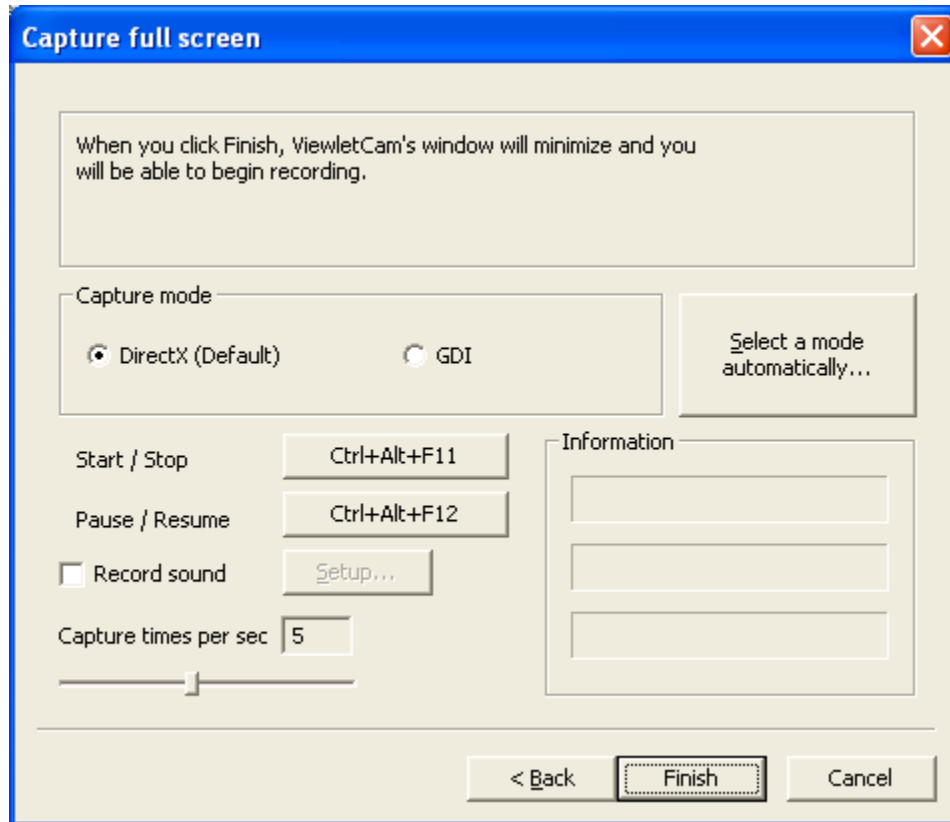 Capture full screen
When you click Finish, ViewletCam's window will minimize and you
will be able to begin recording.
Capture mode
DirectX (Default)
GDI
Select a mode
automatically...
Start / Stop
Ctrl+Alt+F11
Pause / Resume
Ctrl+Alt+F12
Record sound
Setup...
Capture times per sec
5
Information
< Back
Finish
Cancel